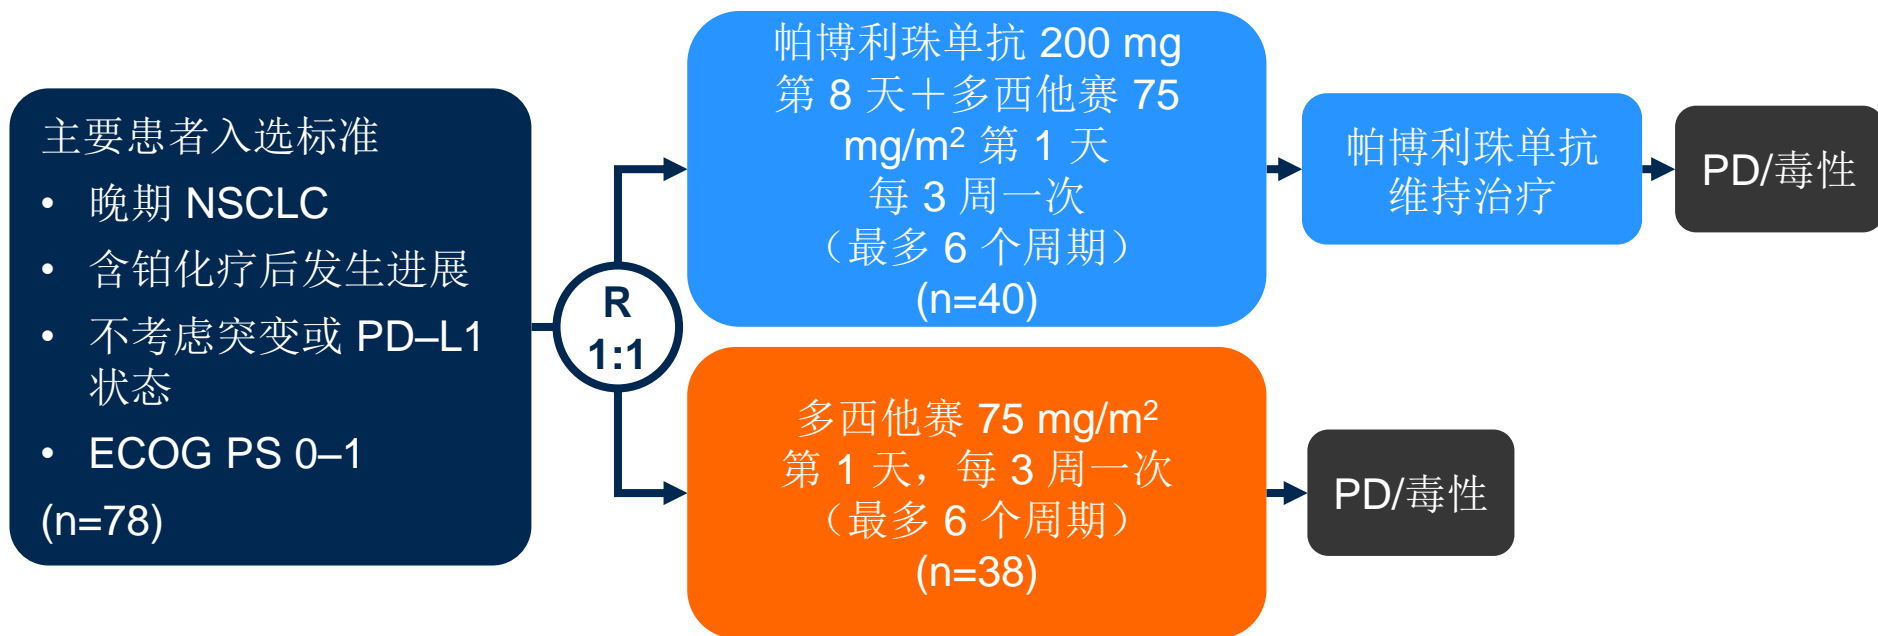 主要患者入选标准
• 晚期 NSCLC
• 含铂化疗后发生进展
• 不考虑突变或 PD–L1
状态
• ECOG PS 0–1
(n=78)
R
1:1
帕博利珠单抗 200 mg
第 8 天＋多西他赛 75
mg/m² 第 1 天
每 3 周一次
（最多 6 个周期）
(n=40)
帕博利珠单抗
维持治疗
PD/毒性
多西他赛 75 mg/m²
第 1 天，每 3 周一次
（最多 6 个周期）
(n=38)
PD/毒性